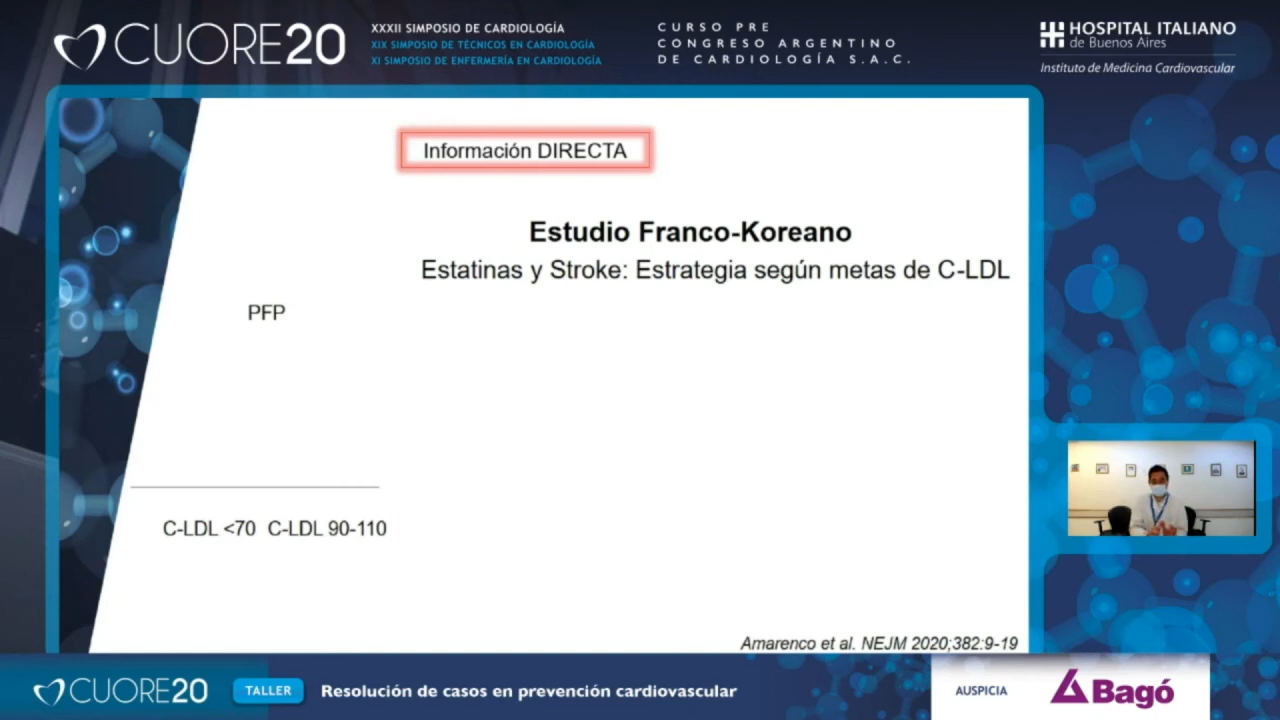 CUORE20
XXXII SIMPOSIO DE CARDIOLOGÍA
XIX SIMPOSIO DE TÉCNICOS EN CARDIOLOGÍA
XI SIMPOSIO DE ENFERMERÍA EN CARDIOLOGÍA
CURSO PRE
CONGRESO ARGENTINO
DE CARDIOLOGÍA S.A.C.
HOSPITAL ITALIANO
de Buenos Aires
Instituto de Medicina Cardiovascular
Información DIRECTA
Estudio Franco-Koreano
Estatinas y Stroke: Estrategia según metas de C-LDL
PFP
C-LDL <70 C-LDL 90-110
Amarenco et al. NEJM 2020;382:9-19
CUORE20
TALLER
Resolución de casos en prevención cardiovascular
AUSPICIA
Bagó